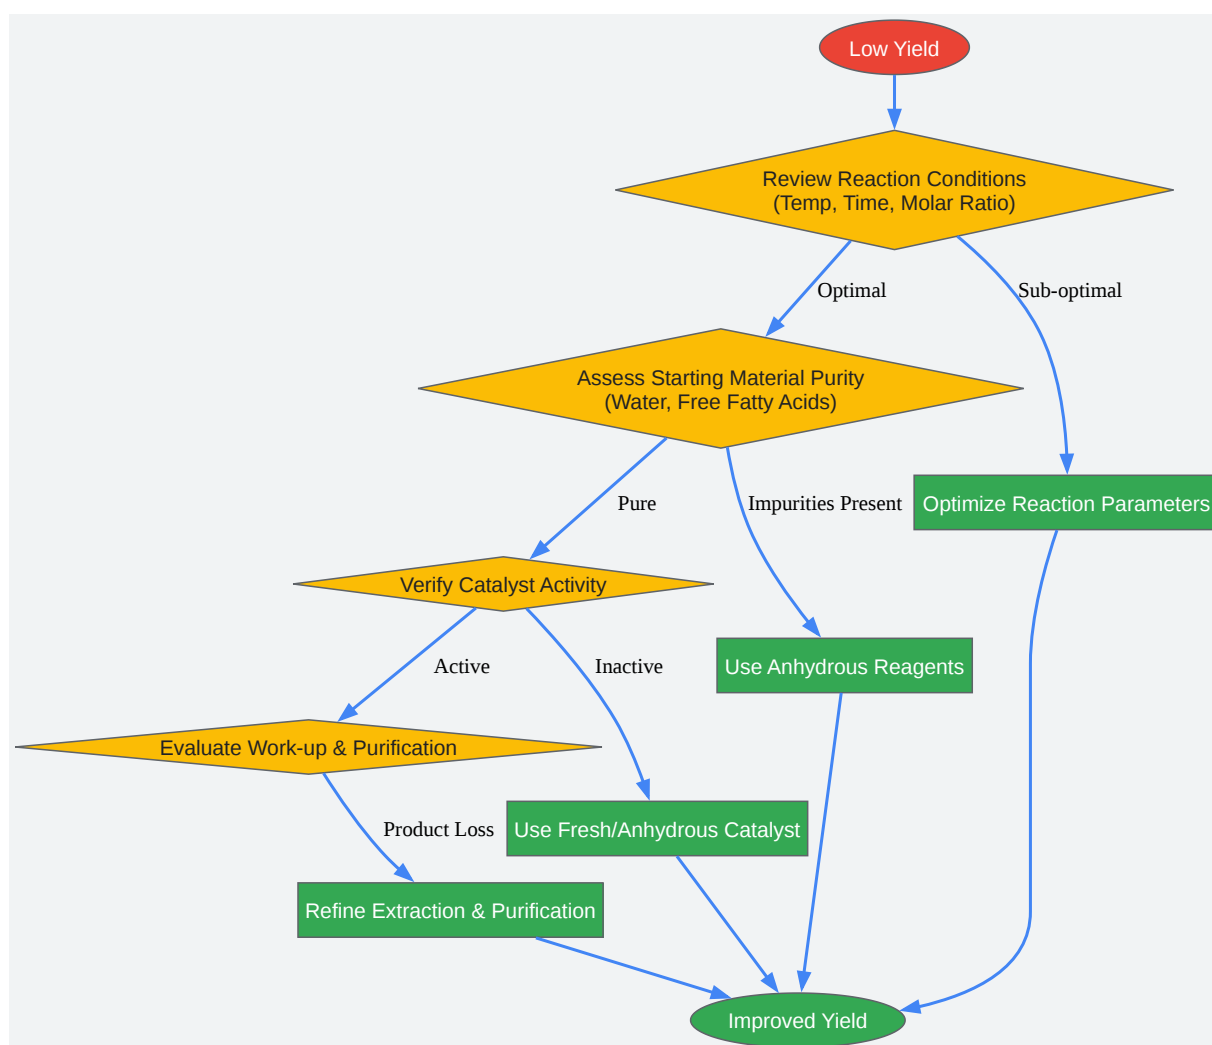 Low Yield
Review Reaction Conditions
(Temp, Time, Molar Ratio)
Optimal
Sub-optimal
Assess Starting Material Purity
(Water, Free Fatty Acids)
Pure
Impurities Present
Optimize Reaction Parameters
Verify Catalyst Activity
Active
Inactive
Use Anhydrous Reagents
Evaluate Work-up & Purification
Product Loss
Use Fresh/Anhydrous Catalyst
Refine Extraction & Purification
Improved Yield